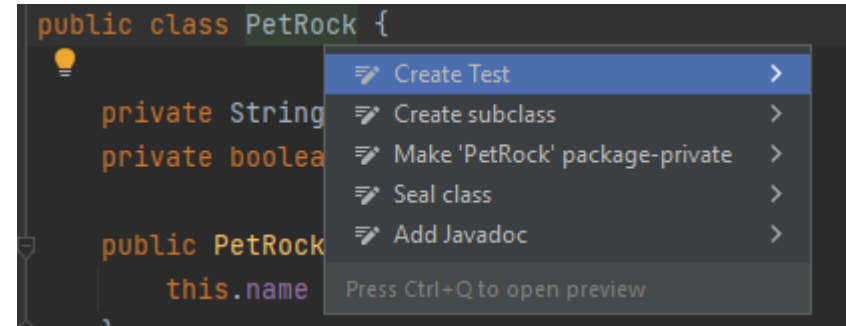 public class PetRock {
Create Test
private String
Create subclass
private boolea
Make 'PetRock' package-private
Seal class
public PetRock
Add Javadoc
this.name
Press Ctrl+Q to open preview
}